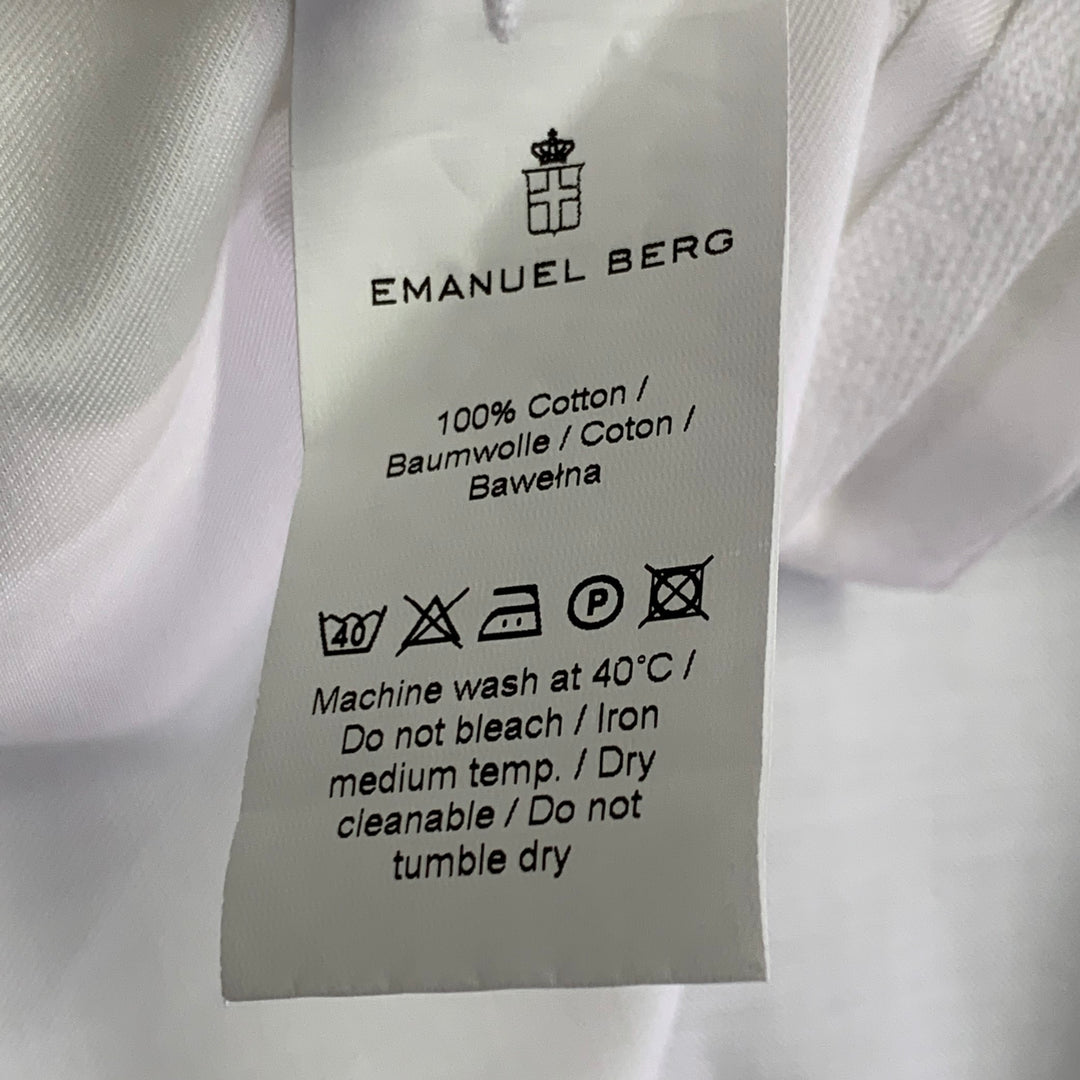 EMANUEL BERG
100% Cotton /
Baumwolle / Coton /
Bawełna
40 P
Machine wash at 40°C /
Do not bleach / Iron
medium temp. / Dry
cleanable / Do not
tumble dry